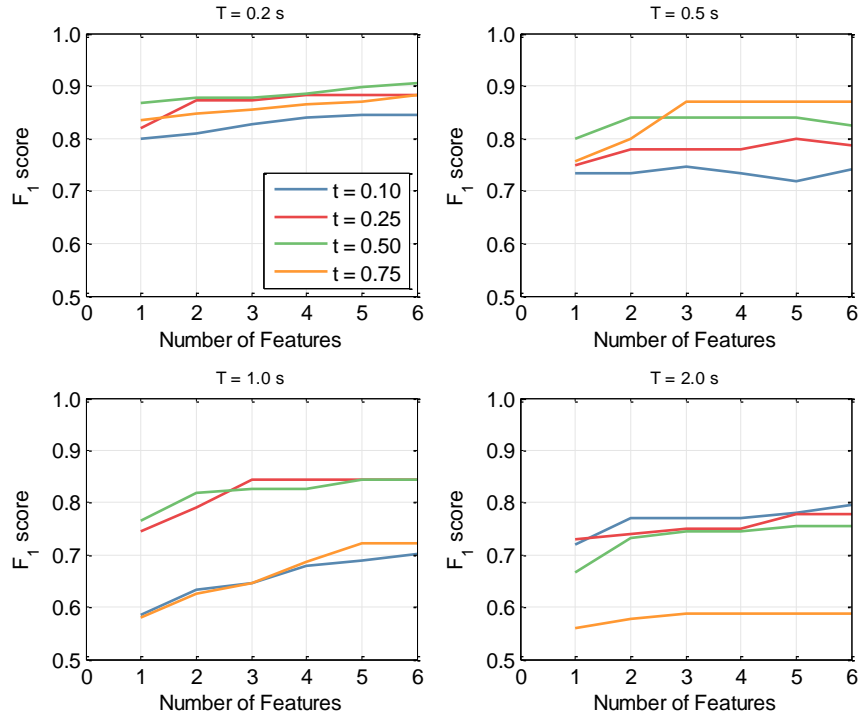 T = 0.2 s
1.0
0.9
0.8
0.7
0.6
0.5
F1 score
t = 0.10
t = 0.25
t = 0.50
t = 0.75
0 1 2 3 4 5 6
Number of Features
T = 0.5 s
1.0
0.9
0.8
0.7
0.6
0.5
F1 score
0 1 2 3 4 5 6
Number of Features
T = 1.0 s
1.0
0.9
0.8
0.7
0.6
0.5
F1 score
0 1 2 3 4 5 6
Number of Features
T = 2.0 s
1.0
0.9
0.8
0.7
0.6
0.5
F1 score
0 1 2 3 4 5 6
Number of Features